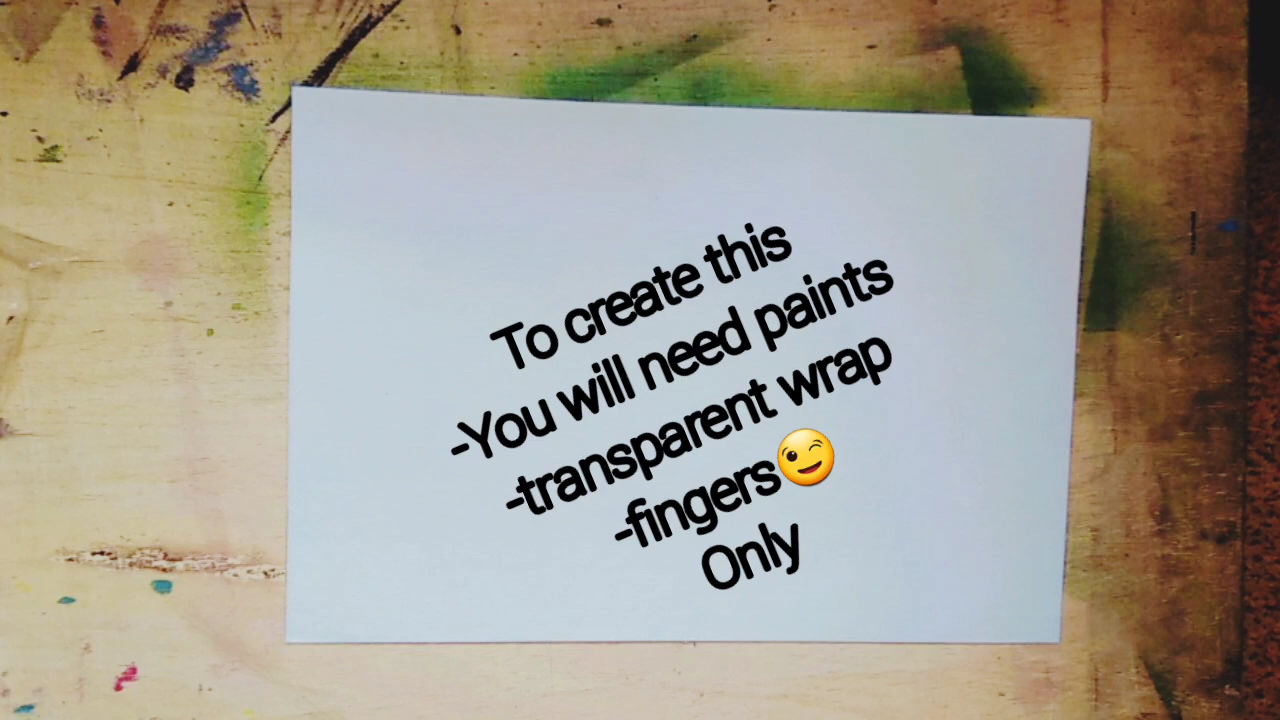 To create this
-You will need paints
-transparent wrap
-fingers😉
Only